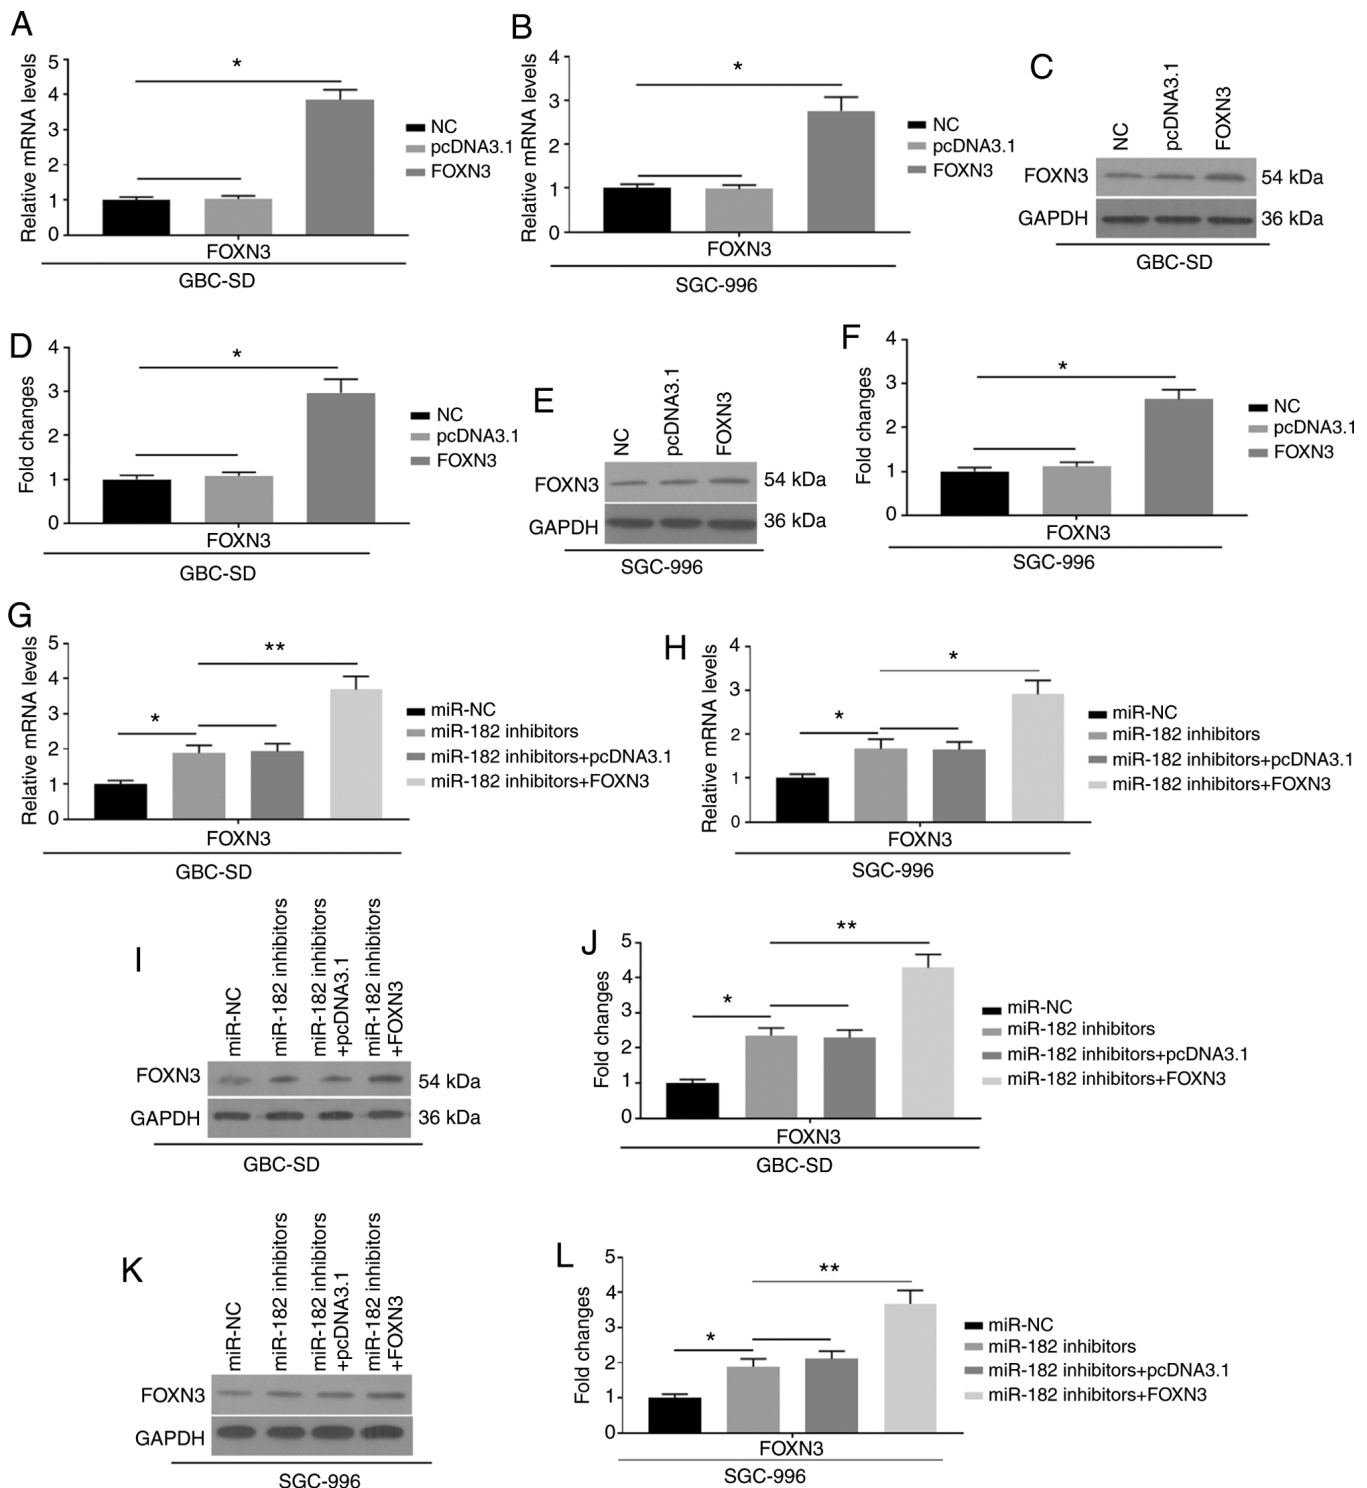 A
Relative mRNA levels
5
4
3
2
1
0
*
FOXN3
GBC-SD
NC
pcDNA3.1
FOXN3
B
Relative mRNA levels
4
3
2
1
0
*
FOXN3
SGC-996
NC
pcDNA3.1
FOXN3
C
NC
pcDNA3.1
FOXN3
FOXN3 54 kDa
GAPDH 36 kDa
GBC-SD
D
Fold changes
4
3
2
1
0
*
FOXN3
GBC-SD
NC
pcDNA3.1
FOXN3
E
NC
pcDNA3.1
FOXN3
FOXN3 54 kDa
GAPDH 36 kDa
SGC-996
F
Fold changes
4
3
2
1
0
*
FOXN3
SGC-996
NC
pcDNA3.1
FOXN3
G
Relative mRNA levels
5
4
3
2
1
0
*
**
FOXN3
GBC-SD
miR-NC
miR-182 inhibitors
miR-182 inhibitors+pcDNA3.1
miR-182 inhibitors+FOXN3
H
Relative mRNA levels
4
3
2
1
0
*
*
FOXN3
SGC-996
miR-NC
miR-182 inhibitors
miR-182 inhibitors+pcDNA3.1
miR-182 inhibitors+FOXN3
I
miR-NC
miR-182 inhibitors
miR-182 inhibitors
+pcDNA3.1
miR-182 inhibitors
+FOXN3
FOXN3 54 kDa
GAPDH 36 kDa
GBC-SD
J
Fold changes
5
4
3
2
1
0
*
**
FOXN3
GBC-SD
miR-NC
miR-182 inhibitors
miR-182 inhibitors+pcDNA3.1
miR-182 inhibitors+FOXN3
K
miR-NC
miR-182 inhibitors
miR-182 inhibitors
+pcDNA3.1
miR-182 inhibitors
+FOXN3
FOXN3
GAPDH
SGC-996
L
Fold changes
5
4
3
2
1
0
*
**
FOXN3
SGC-996
miR-NC
miR-182 inhibitors
miR-182 inhibitors+pcDNA3.1
miR-182 inhibitors+FOXN3